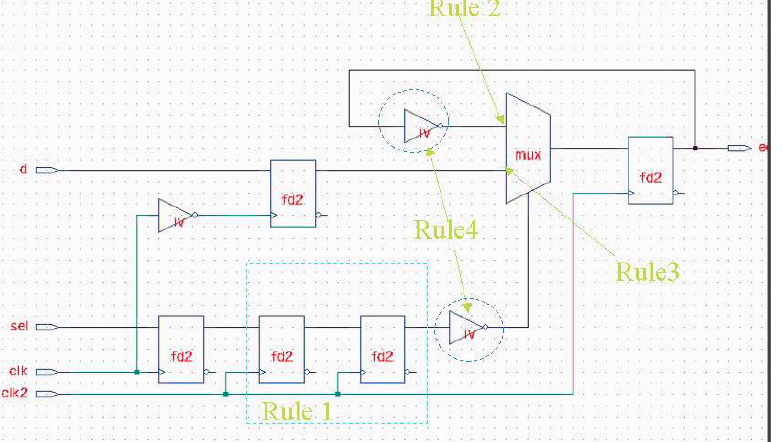 Rule 2
IV
mux
e
d
fd2
fd2
IV
Rule4
Rule3
sel
IV
fd2
fd2
fd2
clk
clk2
Rule 1